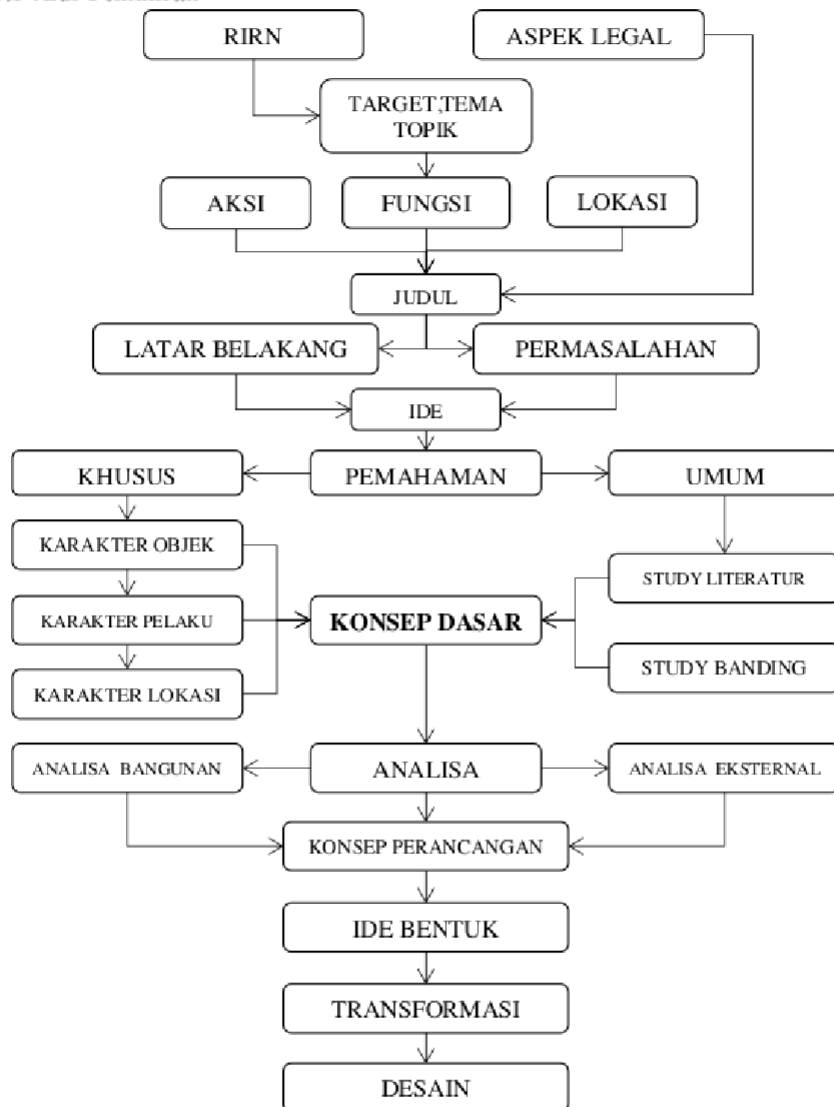 RIRN
ASPEK LEGAL
TARGET,TEMA
TOPIK
AKSI
FUNGSI
LOKASI
JUDUL
LATAR BELAKANG
PERMASALAHAN
IDE
KHUSUS
PEMAHAMAN
UMUM
KARAKTER OBJEK
STUDY LITERATUR
KARAKTER PELAKU
KONSEP DASAR
KARAKTER LOKASI
STUDY BANDING
ANALISA BANGUNAN
ANALISA
ANALISA EKSTERNAL
KONSEP PERANCANGAN
IDE BENTUK
TRANSFORMASI
DESAIN